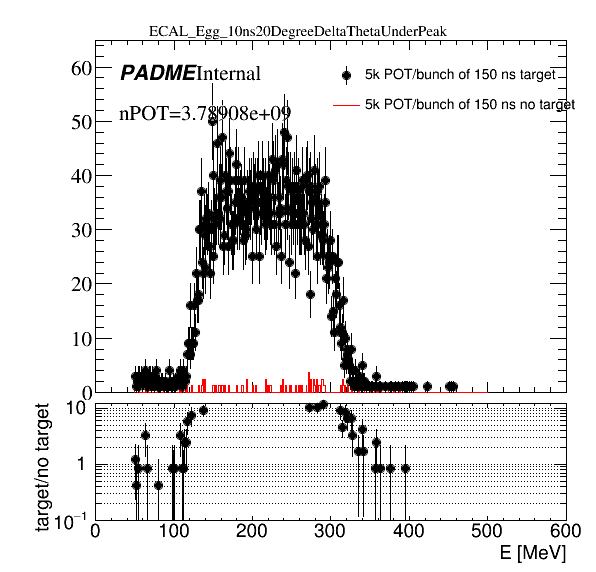 ECAL_Egg_10ns20DegreeDeltaThetaUnderPeak
PADME Internal
5k POT/bunch of 150 ns target
nPOT=3.78908e+09
5k POT/bunch of 150 ns no target
60
50
40
30
20
10
0
target/no target
10
1
10⁻¹
0 100 200 300 400 500 600
E [MeV]